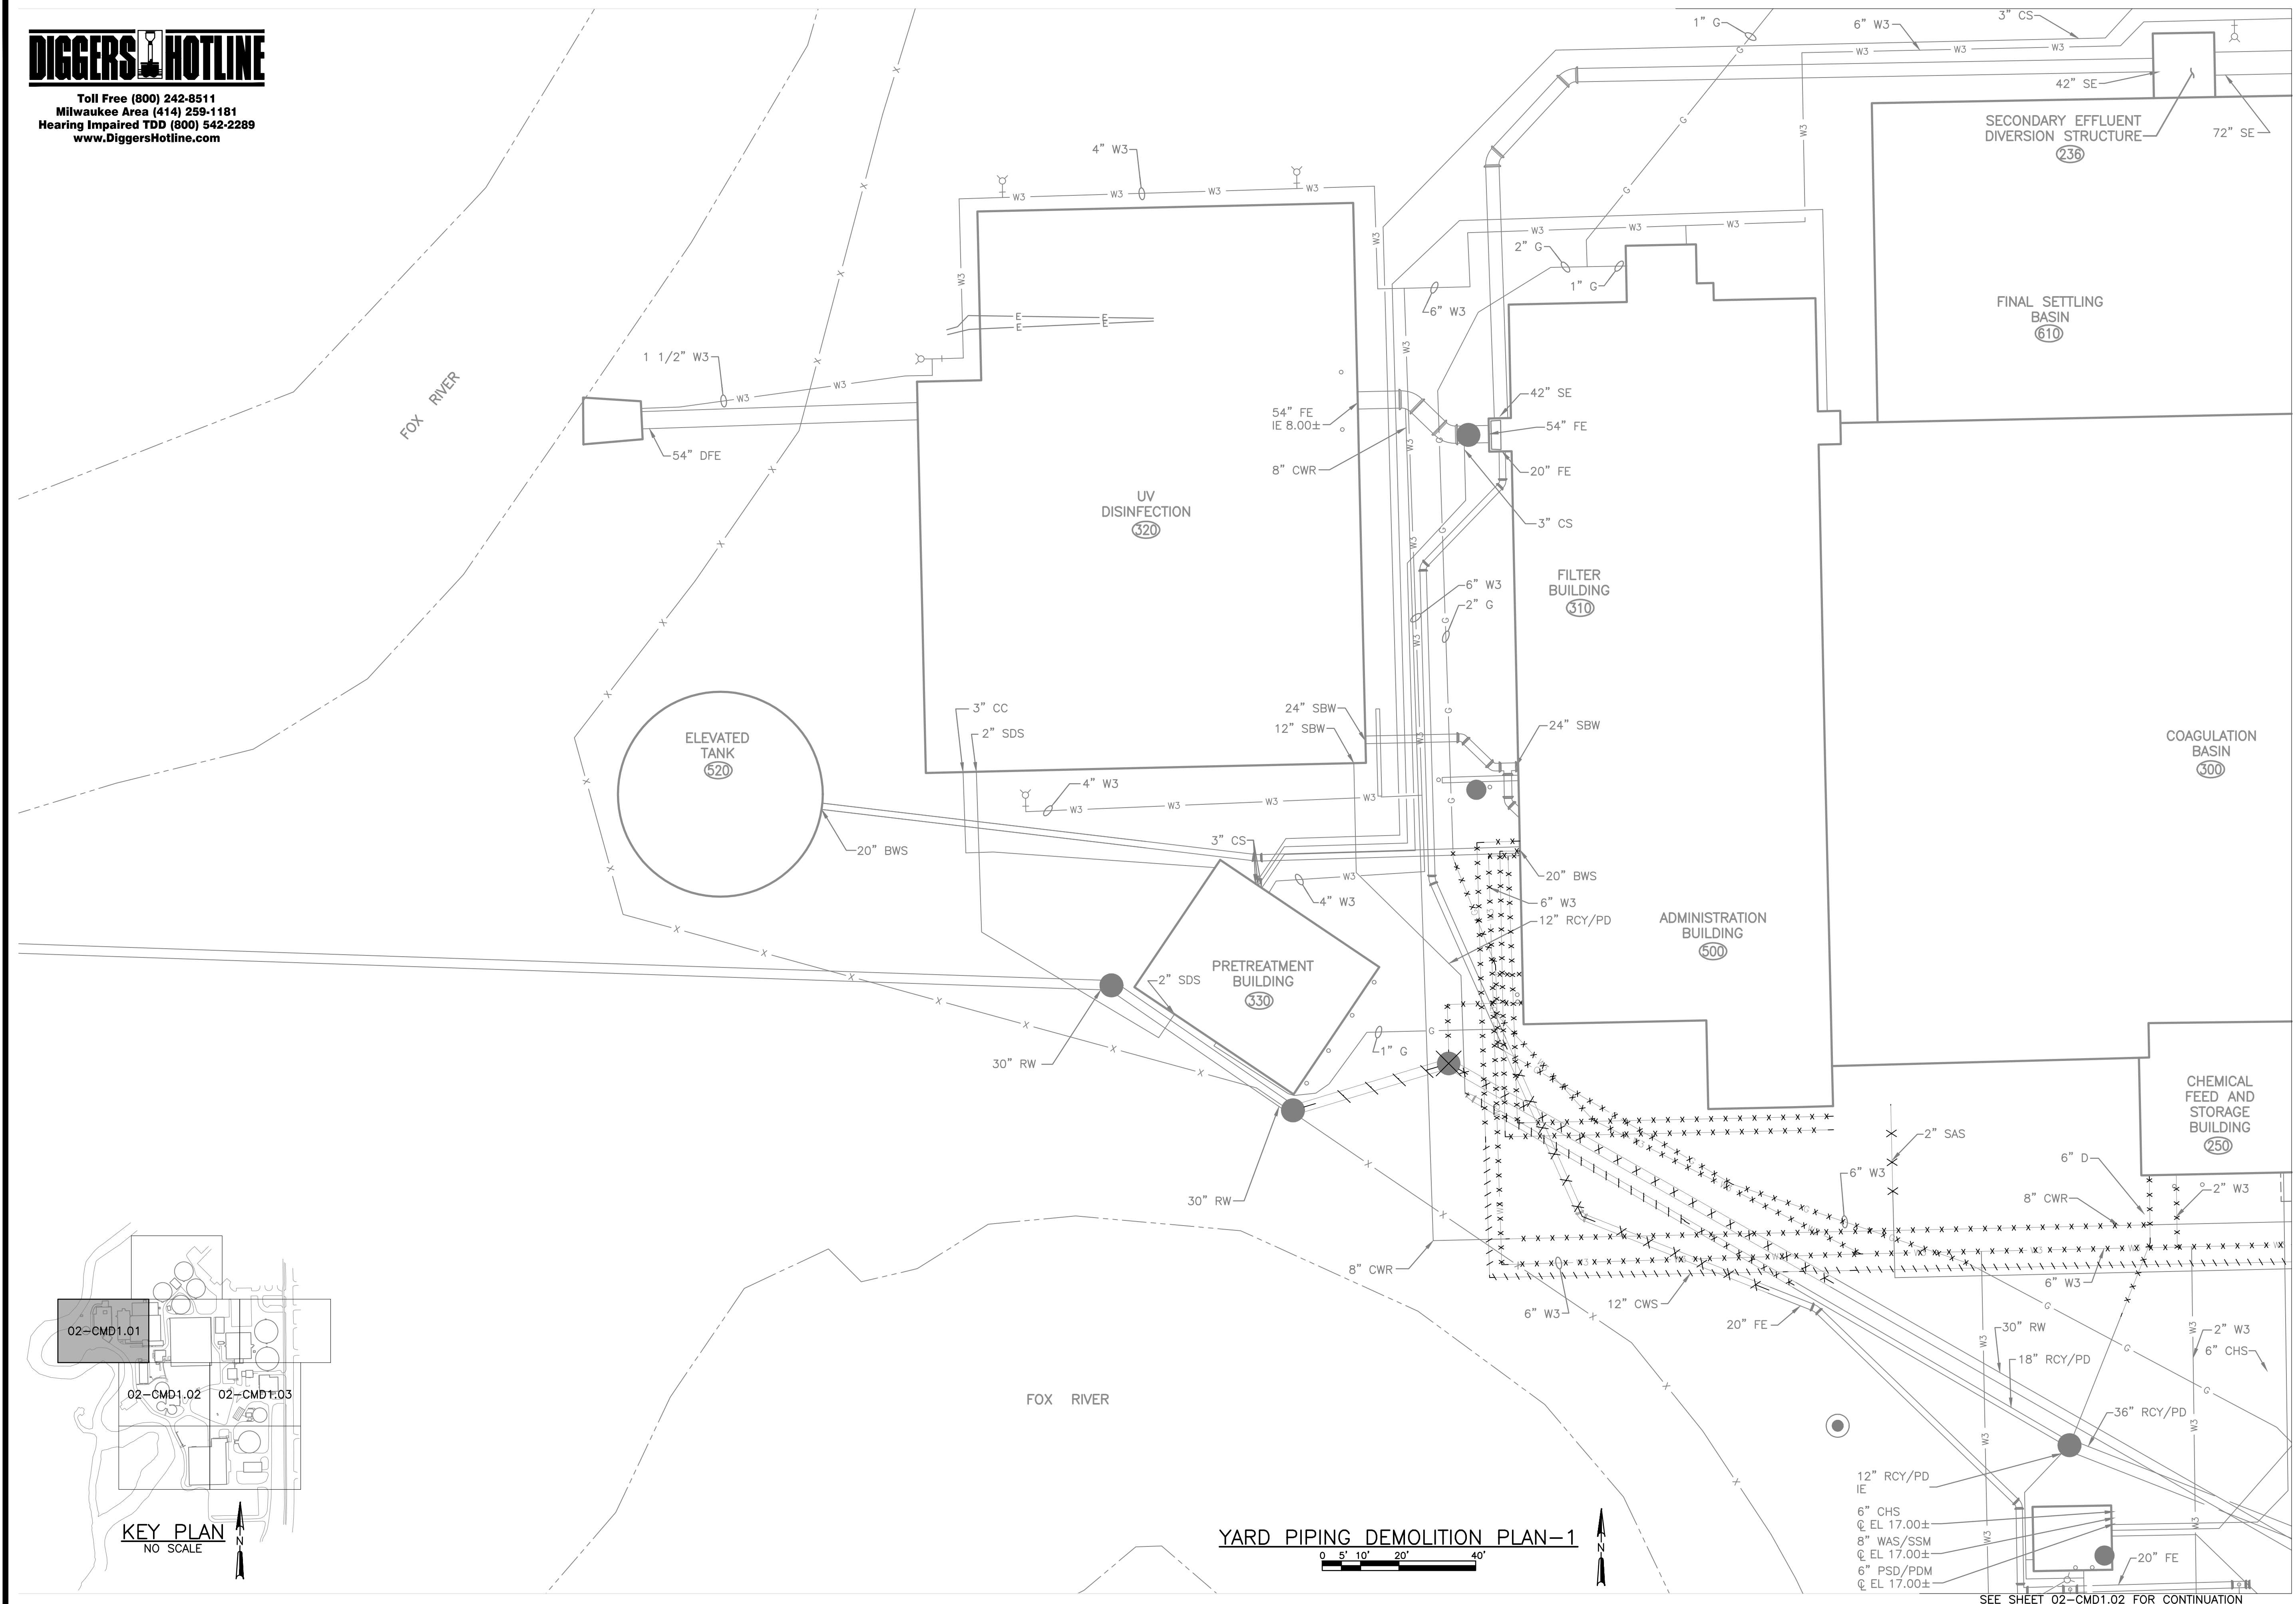 DIGGERS HOTLINE
Toll Free (800) 242-8511
Milwaukee Area (414) 259-1181
Hearing Impaired TDD (800) 542-2289
www.DiggersHotline.com
1" G
6" W3
3" CS
42" SE
SECONDARY EFFLUENT
DIVERSION STRUCTURE
236
72" SE
4" W3
2" G
1" G
6" W3
FINAL SETTLING
BASIN
610
1 1/2" W3
FOX RIVER
54" DFE
54" FE
IE 8.00±
8" CWR
42" SE
54" FE
20" FE
3" CS
UV
DISINFECTION
320
FILTER
BUILDING
310
6" W3
2" G
3" CC
2" SDS
24" SBW
12" SBW
24" SBW
ELEVATED
TANK
520
COAGULATION
BASIN
300
4" W3
3" CS
20" BWS
20" BWS
4" W3
6" W3
12" RCY/PD
ADMINISTRATION
BUILDING
500
PRETREATMENT
BUILDING
330
2" SDS
30" RW
1" G
CHEMICAL
FEED AND
STORAGE
BUILDING
250
2" SAS
6" D
6" W3
8" CWR
2" W3
30" RW
8" CWR
6" W3
12" CWS
20" FE
6" W3
30" RW
18" RCY/PD
2" W3
6" CHS
36" RCY/PD
FOX RIVER
12" RCY/PD
IE
6" CHS
℄ EL 17.00±
8" WAS/SSM
℄ EL 17.00±
6" PSD/PDM
℄ EL 17.00±
20" FE
02-CMD1.01
02-CMD1.02
02-CMD1.03
KEY PLAN
NO SCALE
N
YARD PIPING DEMOLITION PLAN-1
0 5' 10' 20' 40'
N
SEE SHEET 02-CMD1.02 FOR CONTINUATION